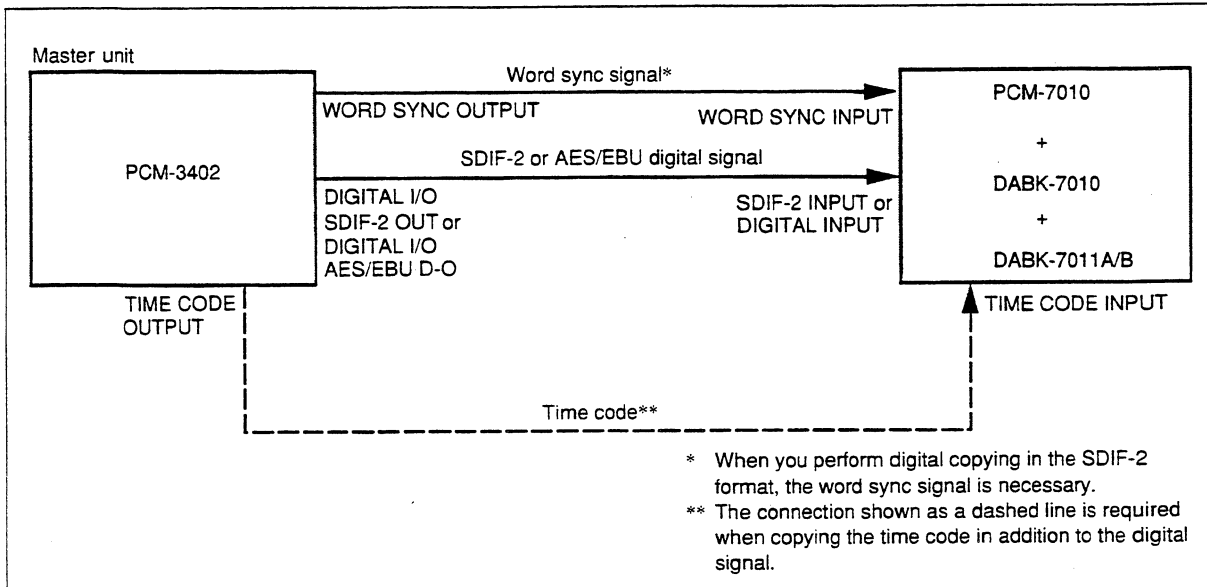 Master unit
Word sync signal*
WORD SYNC OUTPUT
WORD SYNC INPUT
PCM-3402
SDIF-2 or AES/EBU digital signal
DIGITAL I/O
SDIF-2 OUT or
DIGITAL I/O
AES/EBU D-O
SDIF-2 INPUT or
DIGITAL INPUT
PCM-7010
+
DABK-7010
+
DABK-7011A/B
TIME CODE
OUTPUT
TIME CODE INPUT
Time code**
* When you perform digital copying in the SDIF-2
format, the word sync signal is necessary.
** The connection shown as a dashed line is required
when copying the time code in addition to the digital
signal.